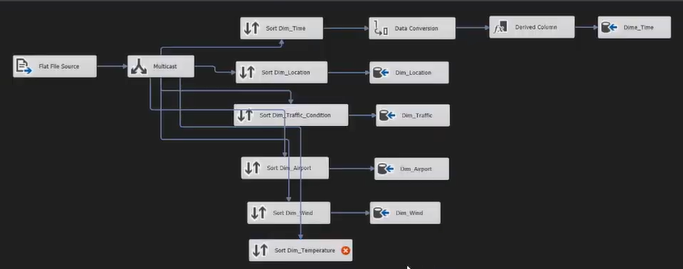 Sort Dim_Time
Data Conversion
Derived Column
Dime_Time
Flat File Source
Multicast
Sort Dim_Location
Dim_Location
Sort Dim_Traffic_Condition
Dim_Traffic
Sort Dim_Airport
Dim_Airport
Sort Dim_Wind
Dim_Wind
Sort Dim_Temperature